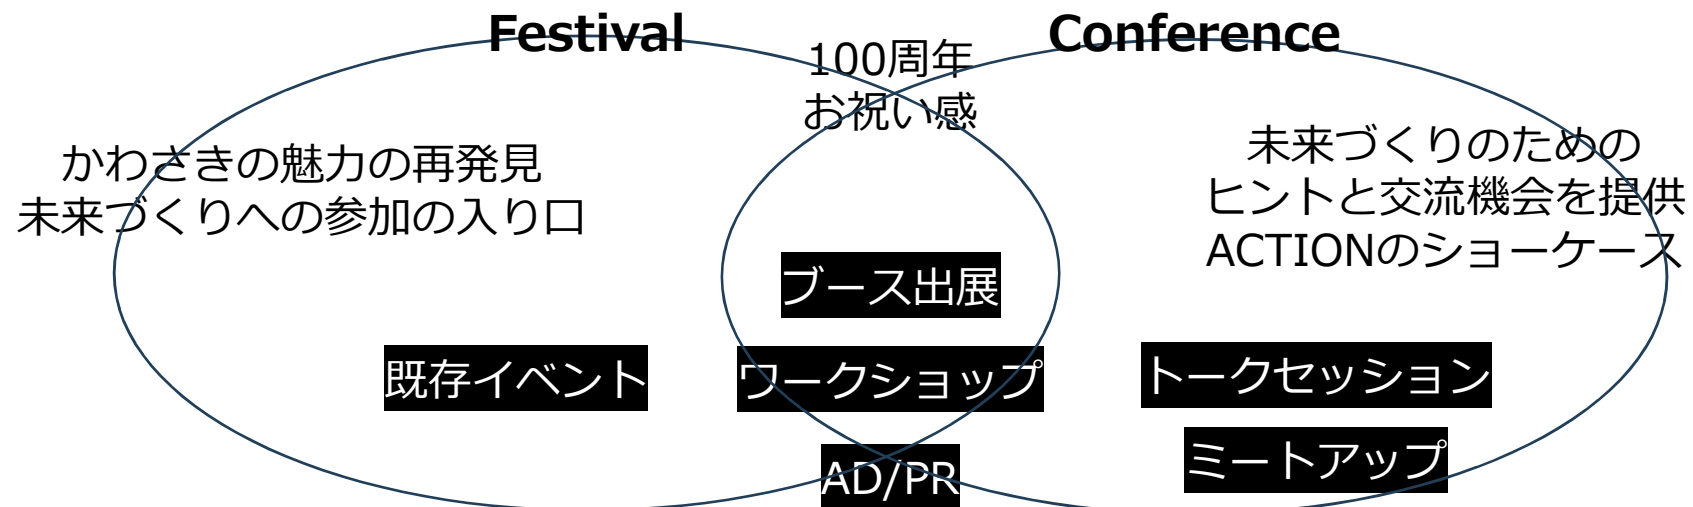 Festival
Conference
100周年
お祝い感
かわさきの魅力の再発見
未来づくりへの参加の入り口
未来づくりのための
ヒントと交流機会を提供
ACTIONのショーケース
ブース出展
既存イベント
ワークショップ
トークセッション
AD/PR
ミートアップ